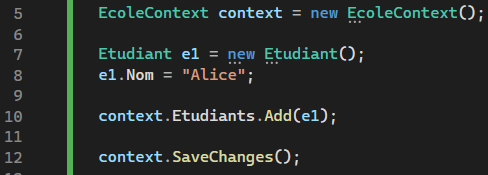 5 EcoleContext context = new EcoleContext();
6
7 Etudiant e1 = new Etudiant();
8 e1.Nom = "Alice";
9
10 context.Etudiants.Add(e1);
11
12 context.SaveChanges();